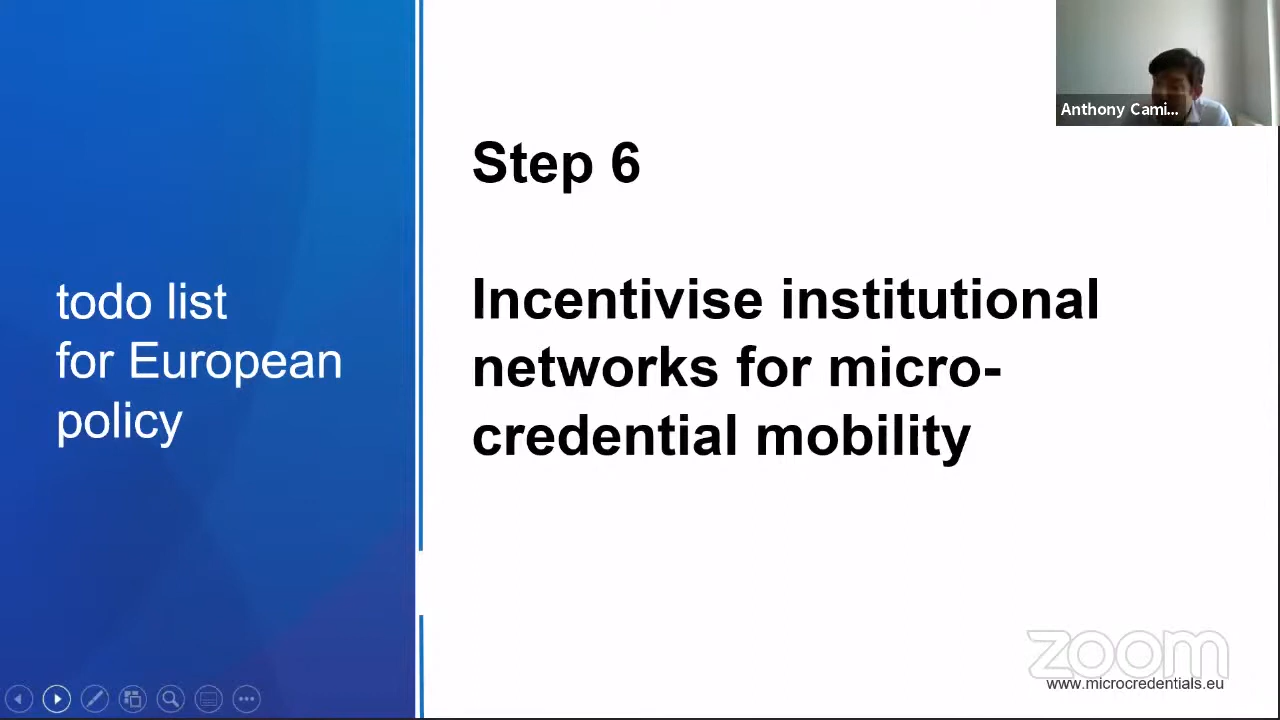 Anthony Cami...
Step 6
Incentivise institutional
networks for micro-
credential mobility
todo list
for European
policy
zoom
www.microcredentials.eu